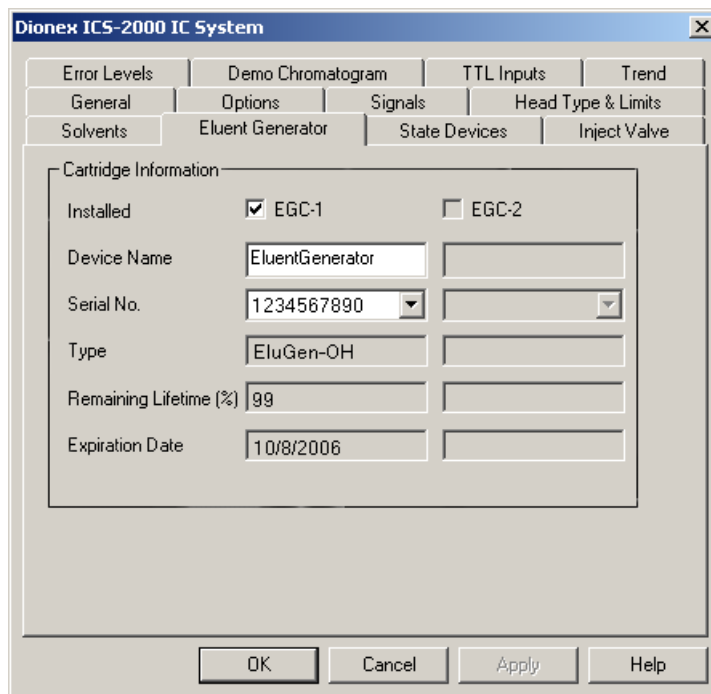 Dionex ICS-2000 IC System
Error Levels Demo Chromatogram TTL Inputs Trend
General Options Signals Head Type & Limits
Solvents Eluent Generator State Devices Inject Valve
Cartridge Information
Installed EGC-1 EGC-2
Device Name EluentGenerator
Serial No. 1234567890
Type EluGen-OH
Remaining Lifetime (%) 99
Expiration Date 10/8/2006
OK Cancel Apply Help